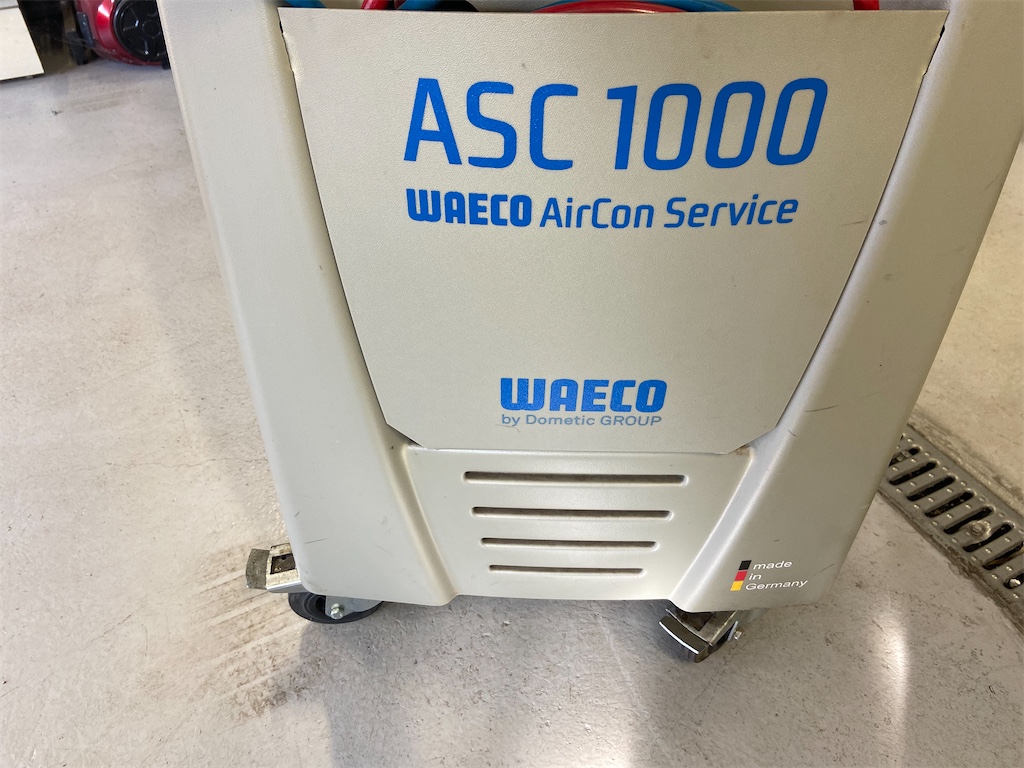 ASC 1000
WAECO AirCon Service
WAECO
by Dometic GROUP
made
in
Germany